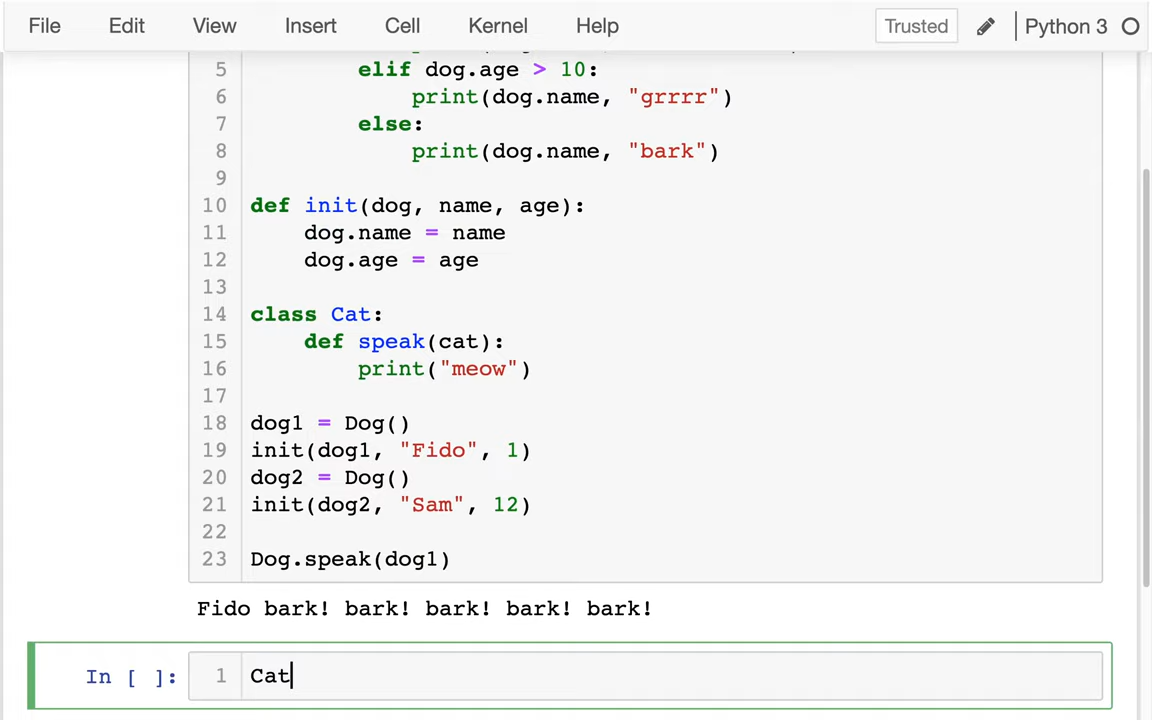 File Edit View Insert Cell Kernel Help Trusted Python 3
5 elif dog.age > 10:
6 print(dog.name, "grrrr")
7 else:
8 print(dog.name, "bark")
9
10 def init(dog, name, age):
11 dog.name = name
12 dog.age = age
13
14 class Cat:
15 def speak(cat):
16 print("meow")
17
18 dog1 = Dog()
19 init(dog1, "Fido", 1)
20 dog2 = Dog()
21 init(dog2, "Sam", 12)
22
23 Dog.speak(dog1)
Fido bark! bark! bark! bark! bark!
In [ ]: 1 Cat